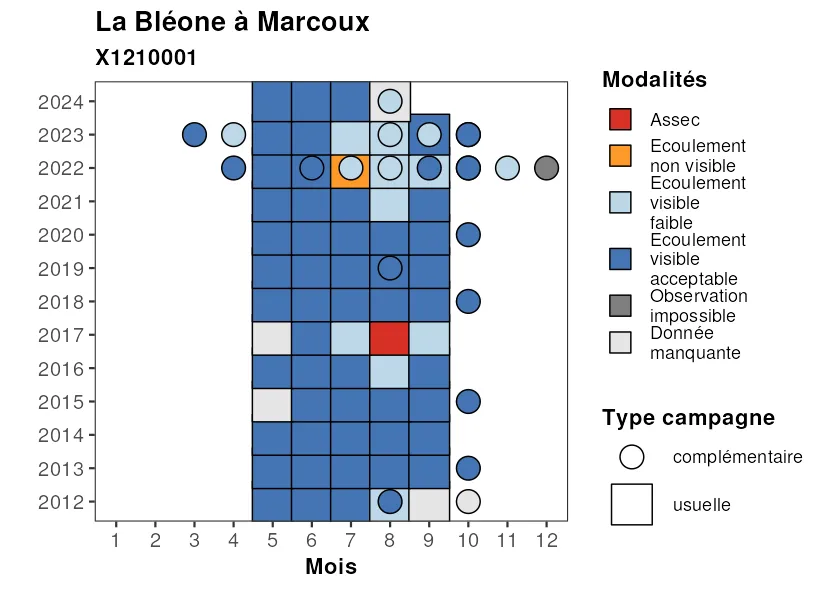 La Bléone à Marcoux
X1210001
2024
2023
2022
2021
2020
2019
2018
2017
2016
2015
2014
2013
2012
1 2 3 4 5 6 7 8 9 10 11 12
Mois
Modalités
Assec
Ecoulement
non visible
Ecoulement
visible
faible
Ecoulement
visible
acceptable
Observation
impossible
Donnée
manquante
Type campagne
complémentaire
usuelle